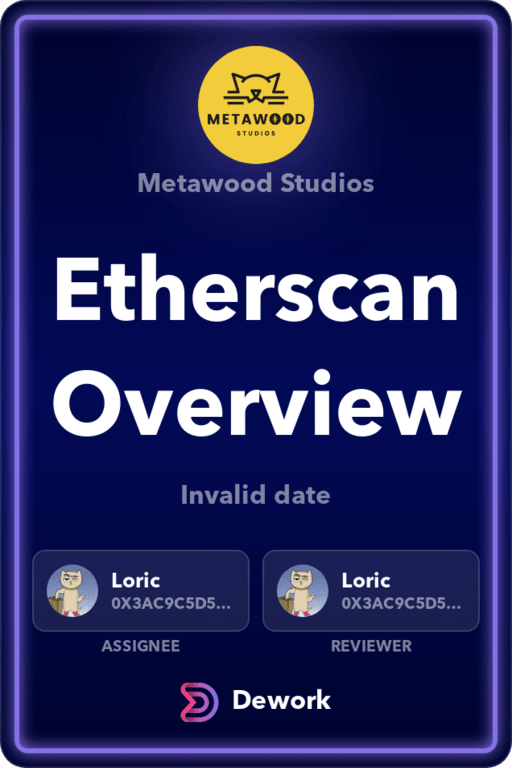 METAWOOD
STUDIOS
Metawood Studios
Etherscan
Overview
Invalid date
Loric
0X3AC9C5D5...
ASSIGNEE
Loric
0X3AC9C5D5...
REVIEWER
Dework